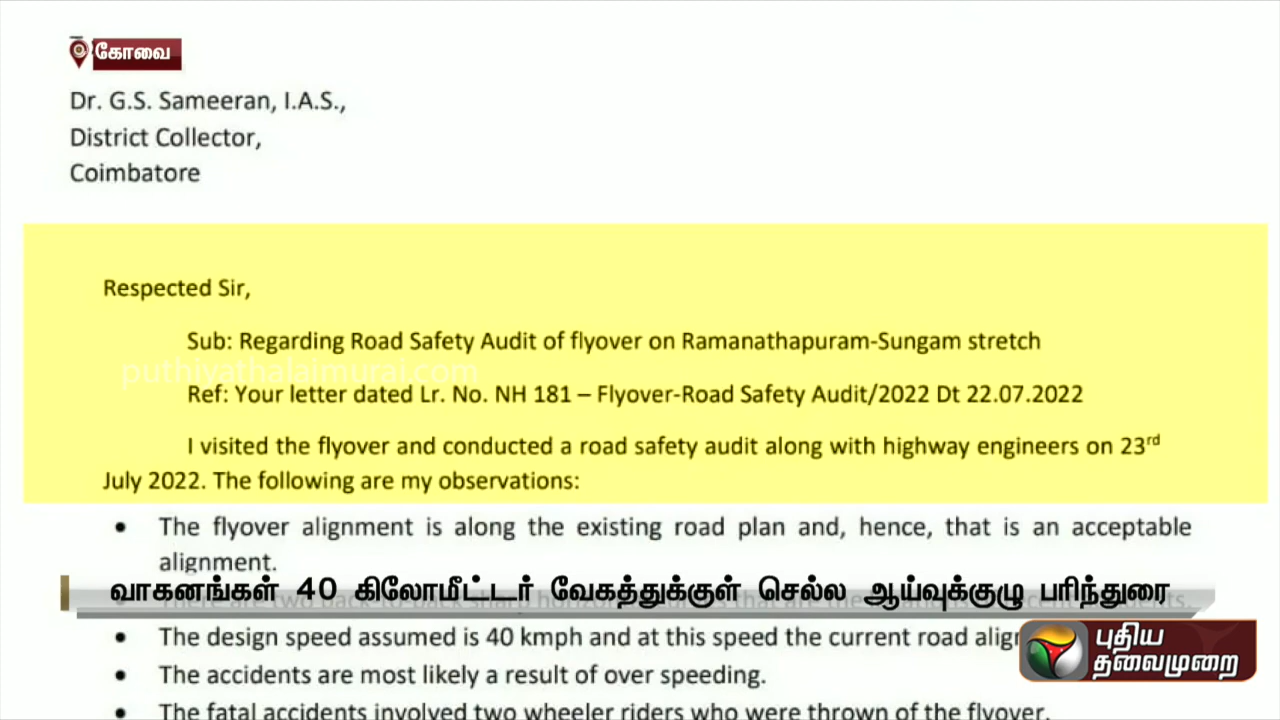 கோவை
Dr. G.S. Sameeran, I.A.S.,
District Collector,
Coimbatore
Respected Sir,
Sub: Regarding Road Safety Audit of flyover on Ramanathapuram-Sungam stretch
puthiyathalaimurai.com
Ref: Your letter dated Lr. No. NH 181 – Flyover-Road Safety Audit/2022 Dt 22.07.2022
I visited the flyover and conducted a road safety audit along with highway engineers on 23rd
July 2022. The following are my observations:
• The flyover alignment is along the existing road plan and, hence, that is an acceptable
alignment.
வாகனங்கள் 40 கிலோமீட்டர் வேகத்துக்குள் செல்ல ஆய்வுக்குழு பரிந்துரை
• The design speed assumed is 40 kmph and at this speed the current road
புதிய
தலைமுறை
• The accidents are most likely a result of over speeding.
• The fatal accidents involved two wheeler riders who were thrown of the flyover.